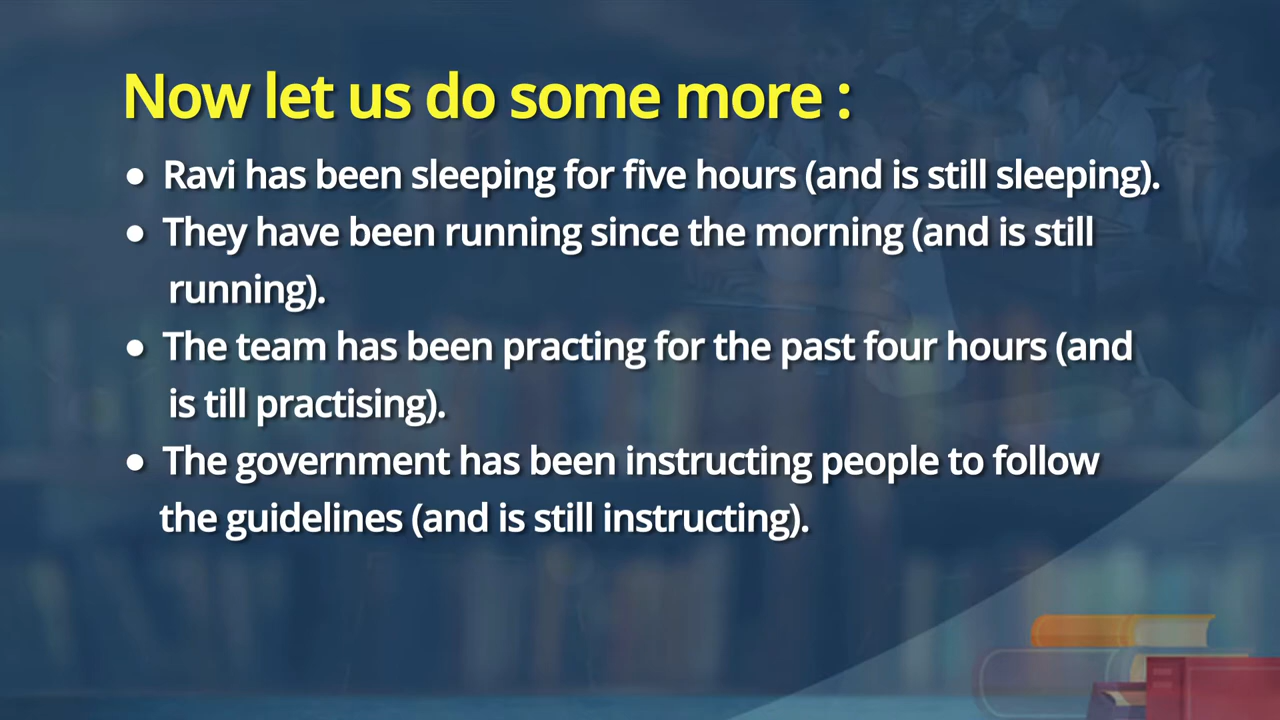 Now let us do some more :
● Ravi has been sleeping for five hours (and is still sleeping).
● They have been running since the morning (and is still
running).
● The team has been practing for the past four hours (and
is till practising).
● The government has been instructing people to follow
the guidelines (and is still instructing).